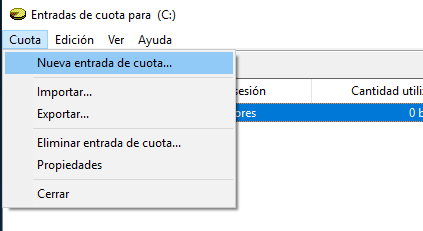 Entradas de cuota para (C:)
Cuota Edición Ver Ayuda
Nueva entrada de cuota...
Importar...
esión Cantidad utiliz
Exportar...
ores 0 b
Eliminar entrada de cuota...
Propiedades
Cerrar